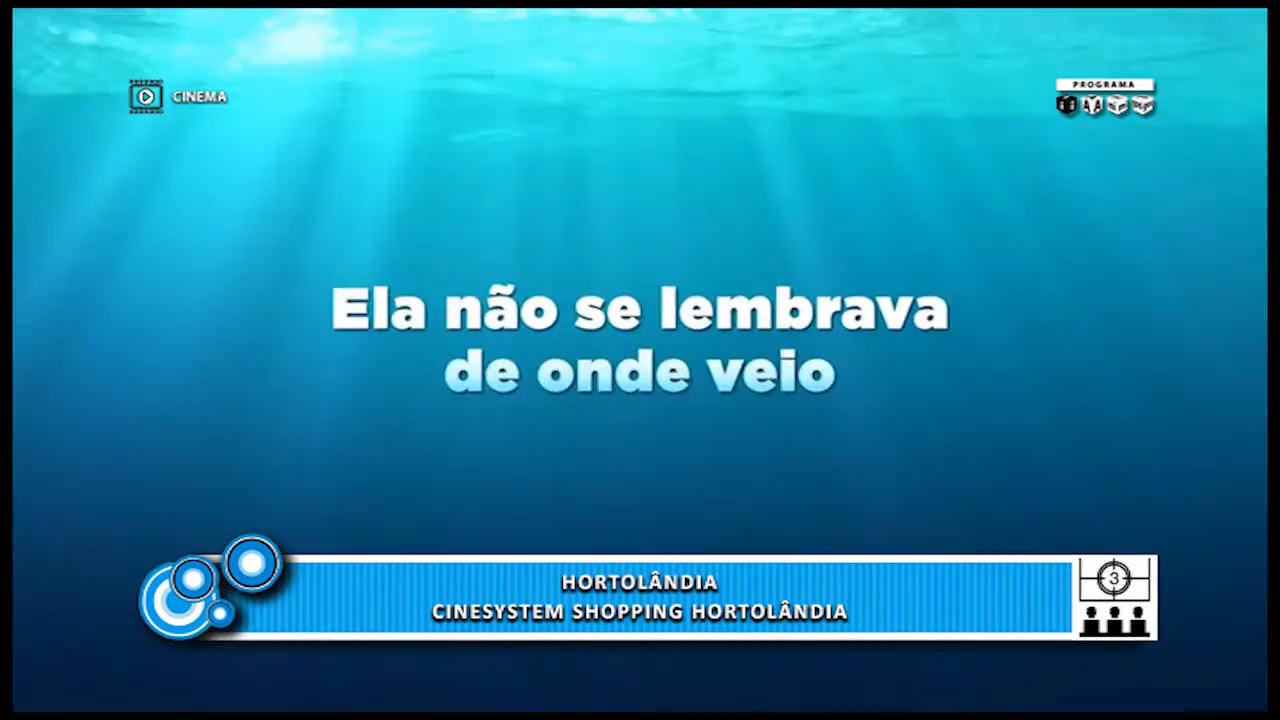 CINEMA
PROGRAMA
Ela não se lembrava
de onde veio
HORTOLÂNDIA
CINESYSTEM SHOPPING HORTOLÂNDIA
3